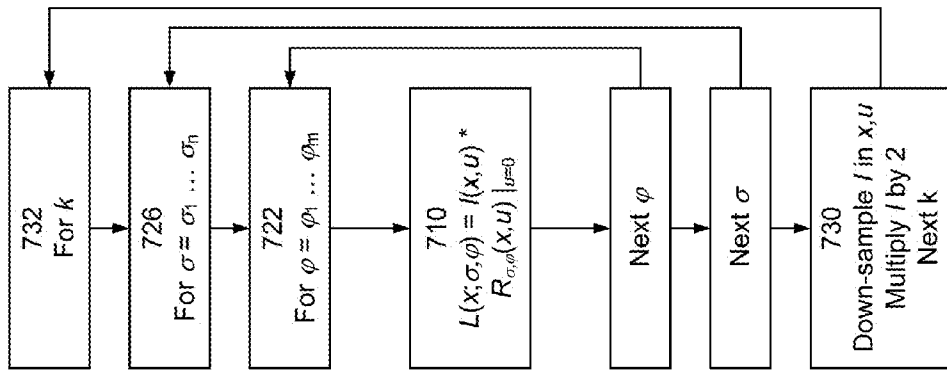 732
For k
726
For σ ≅ σ₁ ... σₙ
722
For φ ≅ φ₁ ... φₘ
710
L(x;σ,φ) = I(x,u) *
R_σ,φ(x,u) |ᵤ₌₀
Next φ
Next σ
730
Down-sample I in x,u
Multiply I by 2
Next k